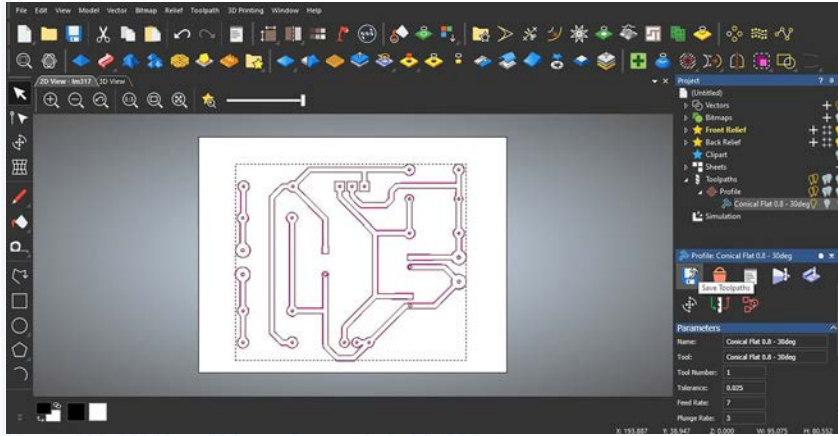 File Edit View Model Vector Bitmap Relief Toolpath 3D Printing Window Help
2D View - lm317 3D View
Project
(Untitled)
Vectors
Bitmaps
Front Relief
Back Relief
Clipart
Sheets
Toolpaths
Profile
Conical Flat 0.8 - 30deg
Simulation
Profile: Conical Flat 0.8 - 30deg
Save Toolpaths
Parameters
Name: Conical Flat 0.8 - 30deg
Tool: Conical Flat 0.8 - 30deg
Tool Number: 1
Tolerance: 0.025
Feed Rate: 7
Plunge Rate: 3
X: 193.887 Y: 38.947 Z: 0.000 W: 95.075 H: 80.552